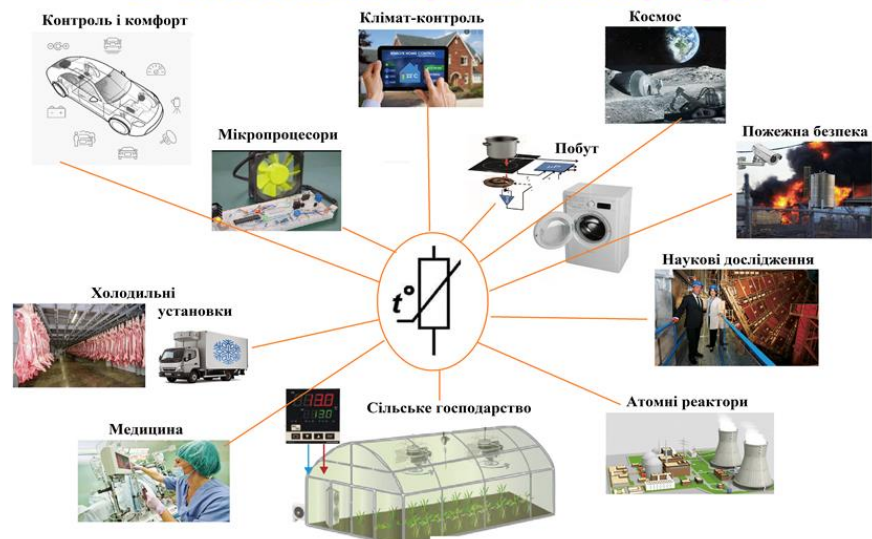 Контроль і комфорт
Клімат-контроль
Космос
Мікропроцесори
Побут
Пожежна безпека
Наукові дослідження
Холодильні
установки
t°
Медицина
Сільське господарство
Атомні реактори